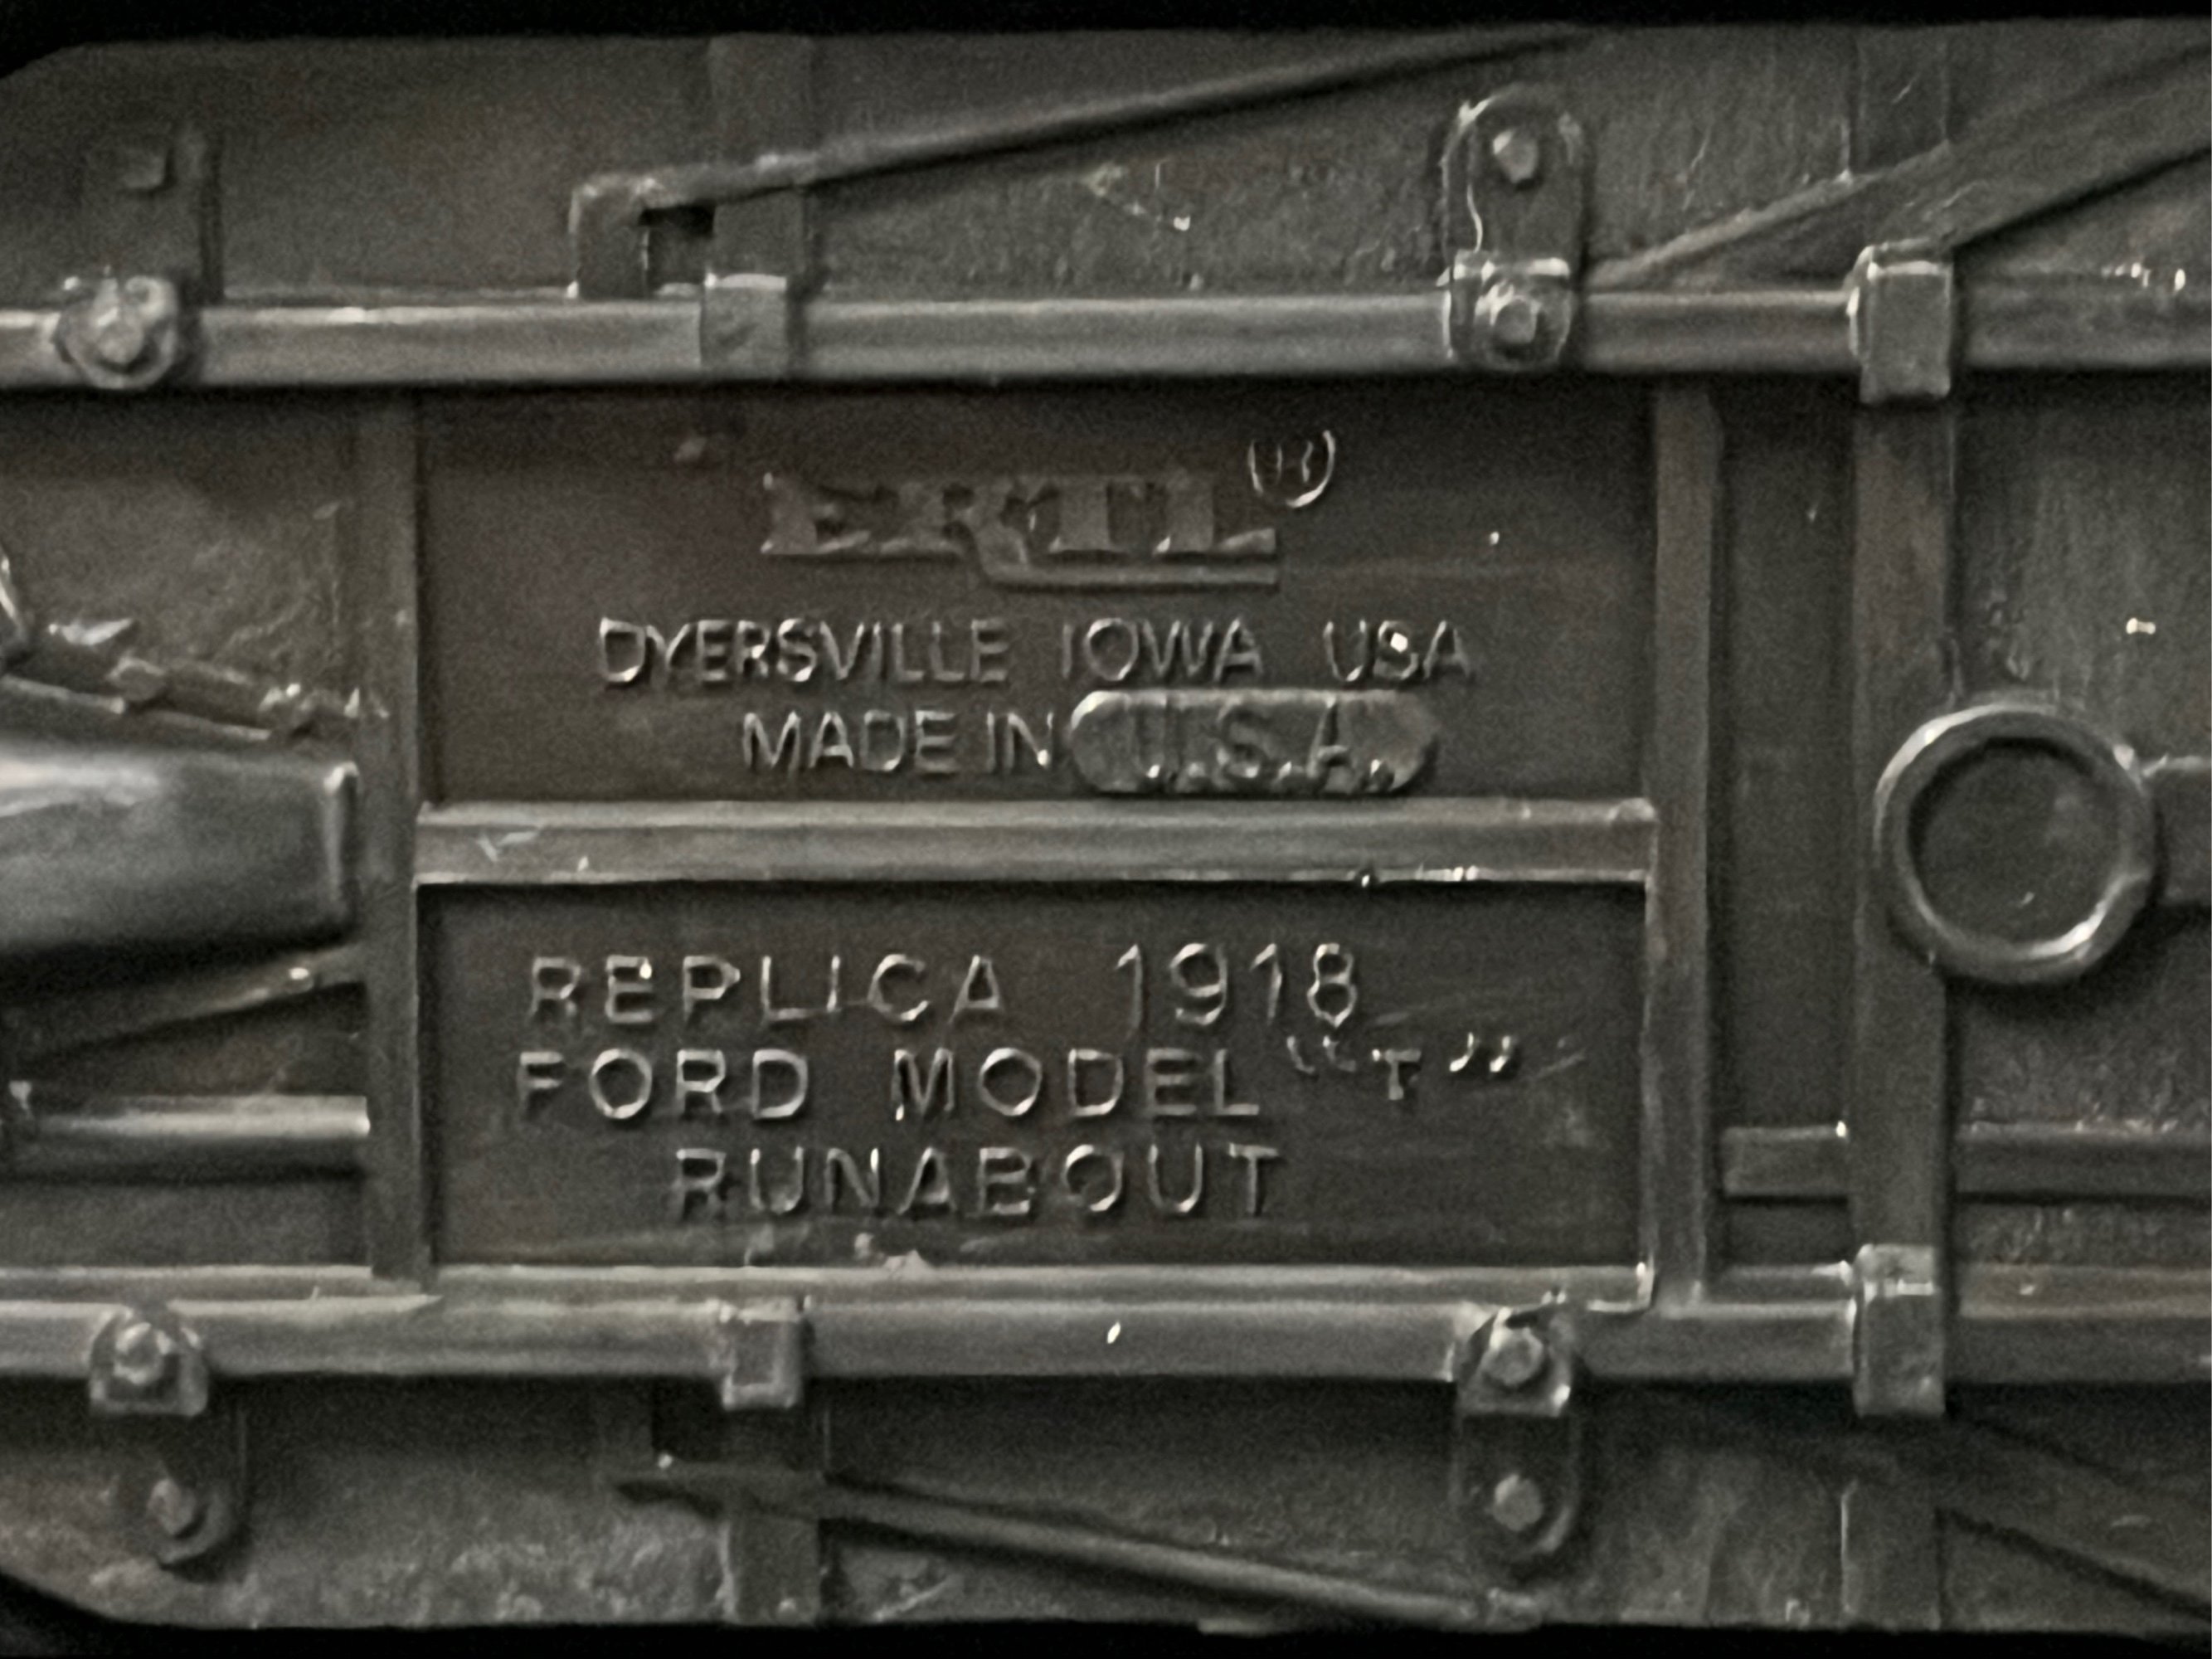 ERTL®
DYERSVILLE IOWA USA
MADE IN U.S.A.
REPLICA 1918
FORD MODEL “T”
RUNABOUT